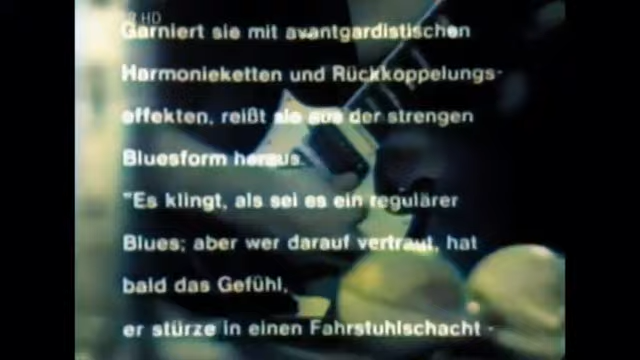 HD
Garniert sie mit avantgardistischen
Harmonieketten und Rückkoppelungs-
effekten, reißt sie aus der strengen
Bluesform heraus.
"Es klingt, als sei es ein regulärer
Blues; aber wer darauf vertraut, hat
bald das Gefühl,
er stürze in einen Fahrstuhlschacht -